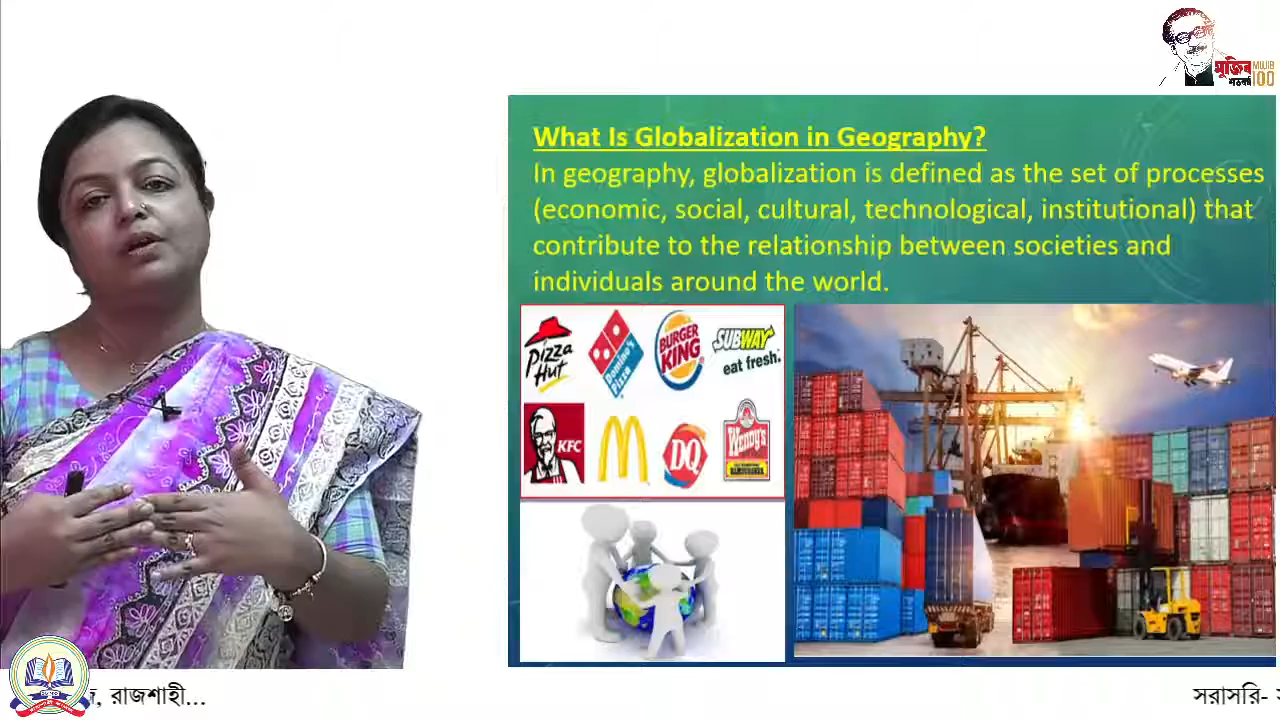 মুজিব
শতবর্ষ
MUJIB
100
What Is Globalization in Geography?
In geography, globalization is defined as the set of processes
(economic, social, cultural, technological, institutional) that
contribute to the relationship between societies and
individuals around the world.
Pizza
Hut
Domino's
Pizza
BURGER
KING
SUBWAY
eat fresh.
KFC
DQ
WENDY'S
রাজশাহী...
সরাসরি-